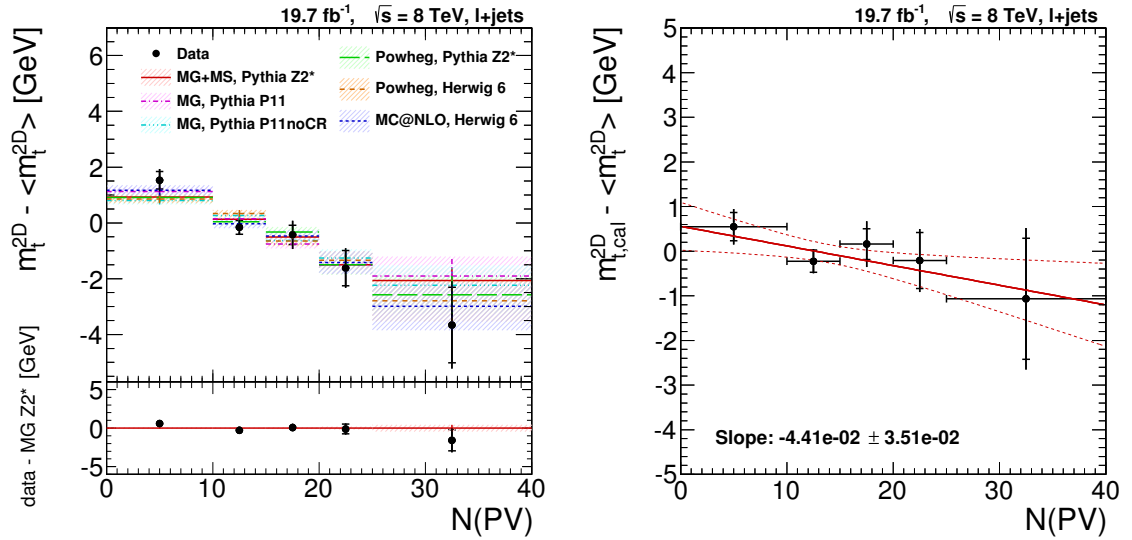 19.7 fb⁻¹, √s = 8 TeV, l+jets
m_t^2D - <m_t^2D> [GeV]
6
4
2
0
-2
-4
Data
MG+MS, Pythia Z2*
MG, Pythia P11
MG, Pythia P11noCR
Powheg, Pythia Z2*
Powheg, Herwig 6
MC@NLO, Herwig 6
data - MG Z2* [GeV]
5
0
-5
0 10 20 30 40
N(PV)
19.7 fb⁻¹, √s = 8 TeV, l+jets
m_t,cal^2D - <m_t^2D> [GeV]
5
4
3
2
1
0
-1
-2
-3
-4
-5
Slope: -4.41e-02 ± 3.51e-02
0 10 20 30 40
N(PV)